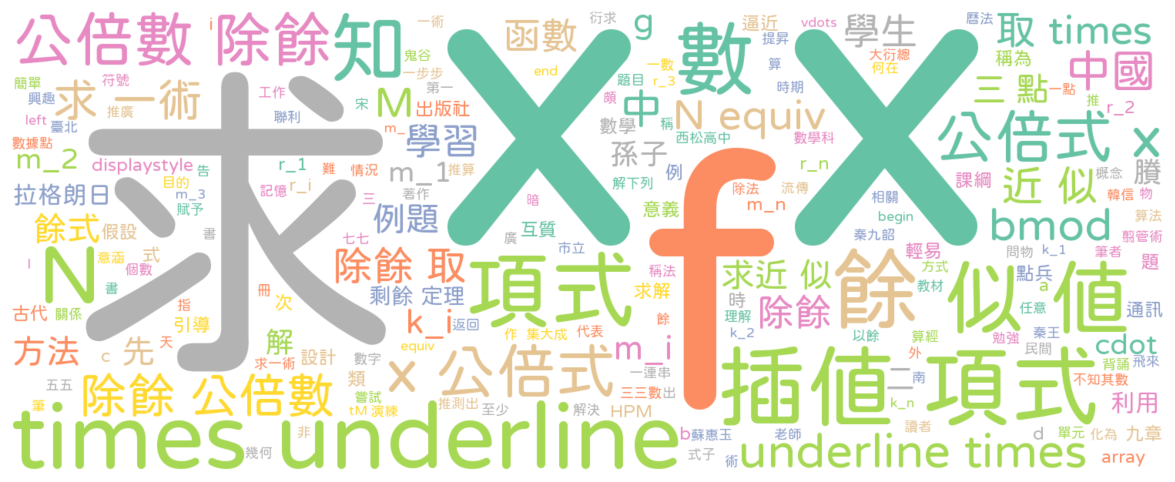 公倍數 除餘
知
i
一術
鬼谷
一步步
函數
衍求
g
逼近
提昇
學生
vdots
曆法
大衍總
何在
取 times
中國
簡單
符號
興趣
推廣
left
臺北
求 一術
工作
聯利
第一
宋
end
M 出版社
m_
題目
r_3
一數
算
時期
數
中
稱
稱為
三 點
一點
推
r_2
N equiv
公倍式 x
數據點
m_2
displaystyle
告
r_1
難
情況
學習
m_1 推算
頗
數學
西松高中
數學科
解下列
孫子
例
r_n
流傳
課綱
近 似
概念
韓信
物
騰
拉格朗日
目的
m_3
賦予
記憶
r_i
三
著作
例題
暗
互質
意義
除法
m_n
相關
begin
bmod
算法
翦管術
餘式
假設
式
書
七七
廣
市立
秦九韶
筆者
問物
k_1
題
N
l
意涵
個數
求
X
f
X
除餘 取
項式
稱法
求近 似
輕易
方式
點兵
a
似 值
書
冊
次
剩餘 定理
求解
除餘
餘
時
理解
教材
任意
通訊
古代
關係
指
引導
天
k_i
返回
作
集大成
代表
餘
k_2
以餘
算經
勉強
秦王
民間
cdot
方法
c
先
求一術
解
設計
equiv
m_i
外
背誦
飛來
x 公倍式
插值 項式
不知其數
五五
數字
類
一連串
三三數
出
二
南
k_n
利用
除餘 公倍數
嘗試
推測出
至少
筆
tM
演練
解決
HPM
讀者
d
單元
化為
九章
非
times underline
幾何
b
蘇惠玉
老師
式子
術
underline times
array